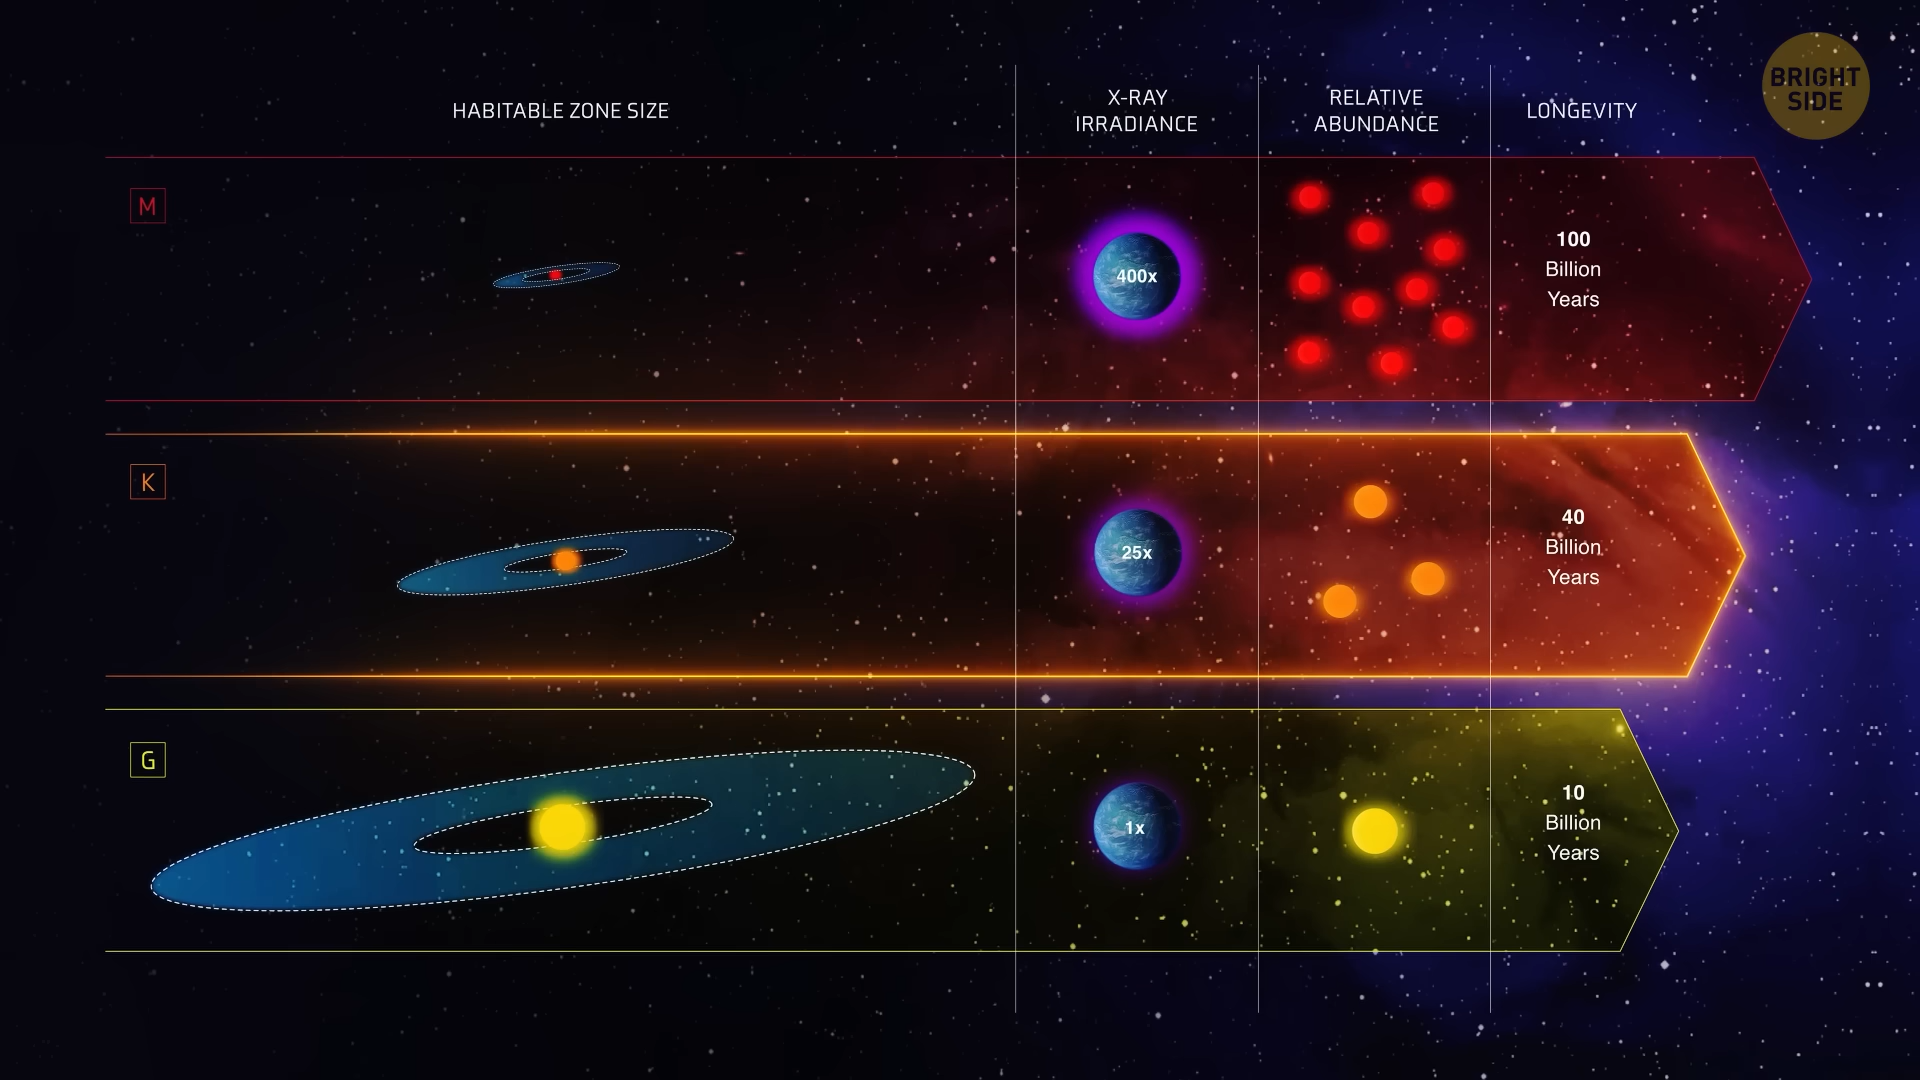 HABITABLE ZONE SIZE
X-RAY
IRRADIANCE
RELATIVE
ABUNDANCE
LONGEVITY
BRIGHT
SIDE
M
400x
100
Billion
Years
K
25x
40
Billion
Years
G
1x
10
Billion
Years